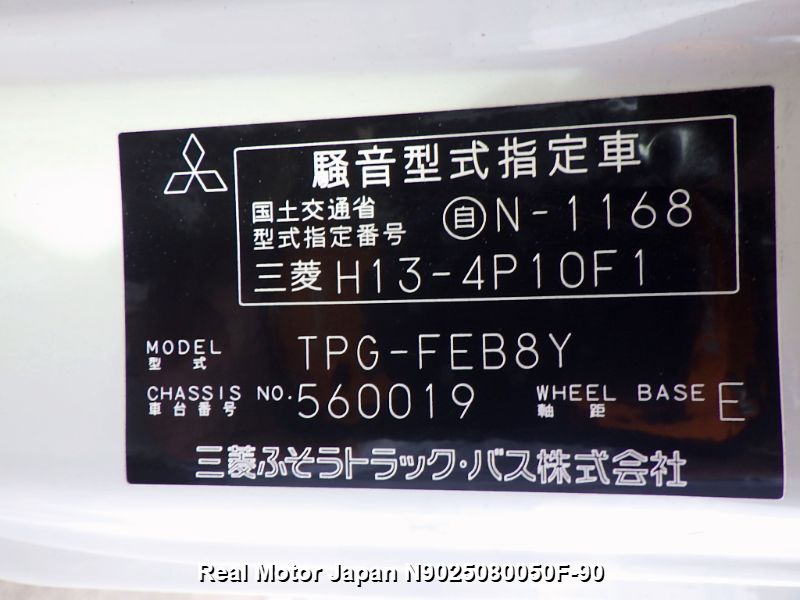 騒音型式指定車
国土交通省
型式指定番号 自N-1168
三菱 H13-4P10F1
MODEL TPG-FEB8Y
型式
CHASSIS NO. 560019 WHEEL BASE E
車台番号 軸距
三菱ふそうトラック・バス株式会社
Real Motor Japan N9025080050F-90